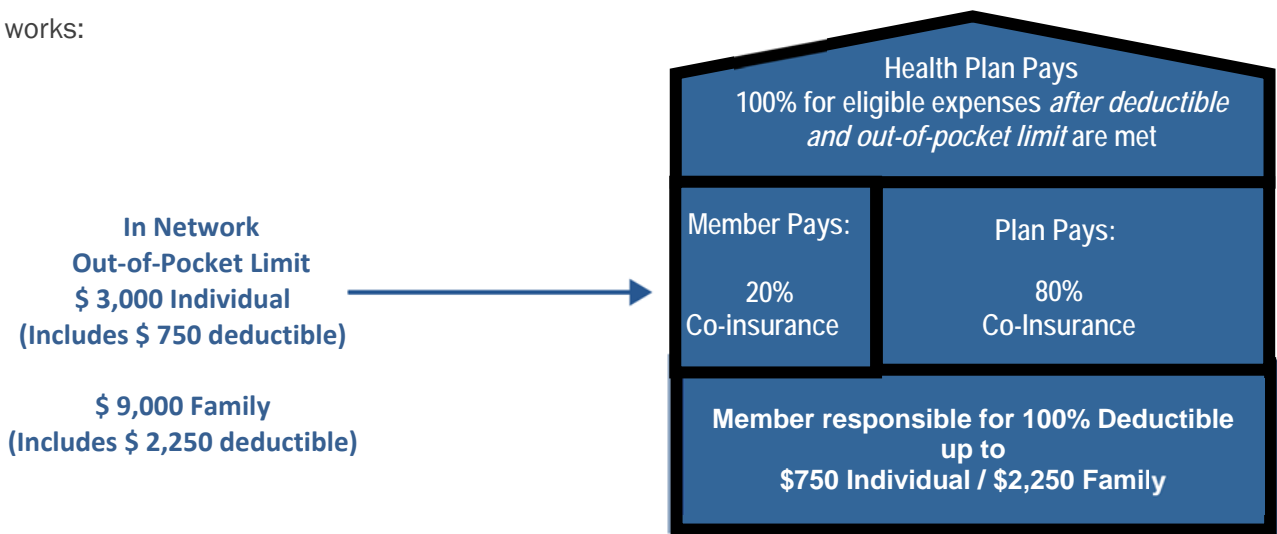 works:
In Network
Out-of-Pocket Limit
$ 3,000 Individual
(Includes $ 750 deductible)
$ 9,000 Family
(Includes $ 2,250 deductible)
Health Plan Pays
100% for eligible expenses after deductible
and out-of-pocket limit are met
Member Pays:
20%
Co-insurance
Plan Pays:
80%
Co-Insurance
Member responsible for 100% Deductible
up to
$750 Individual / $2,250 Family